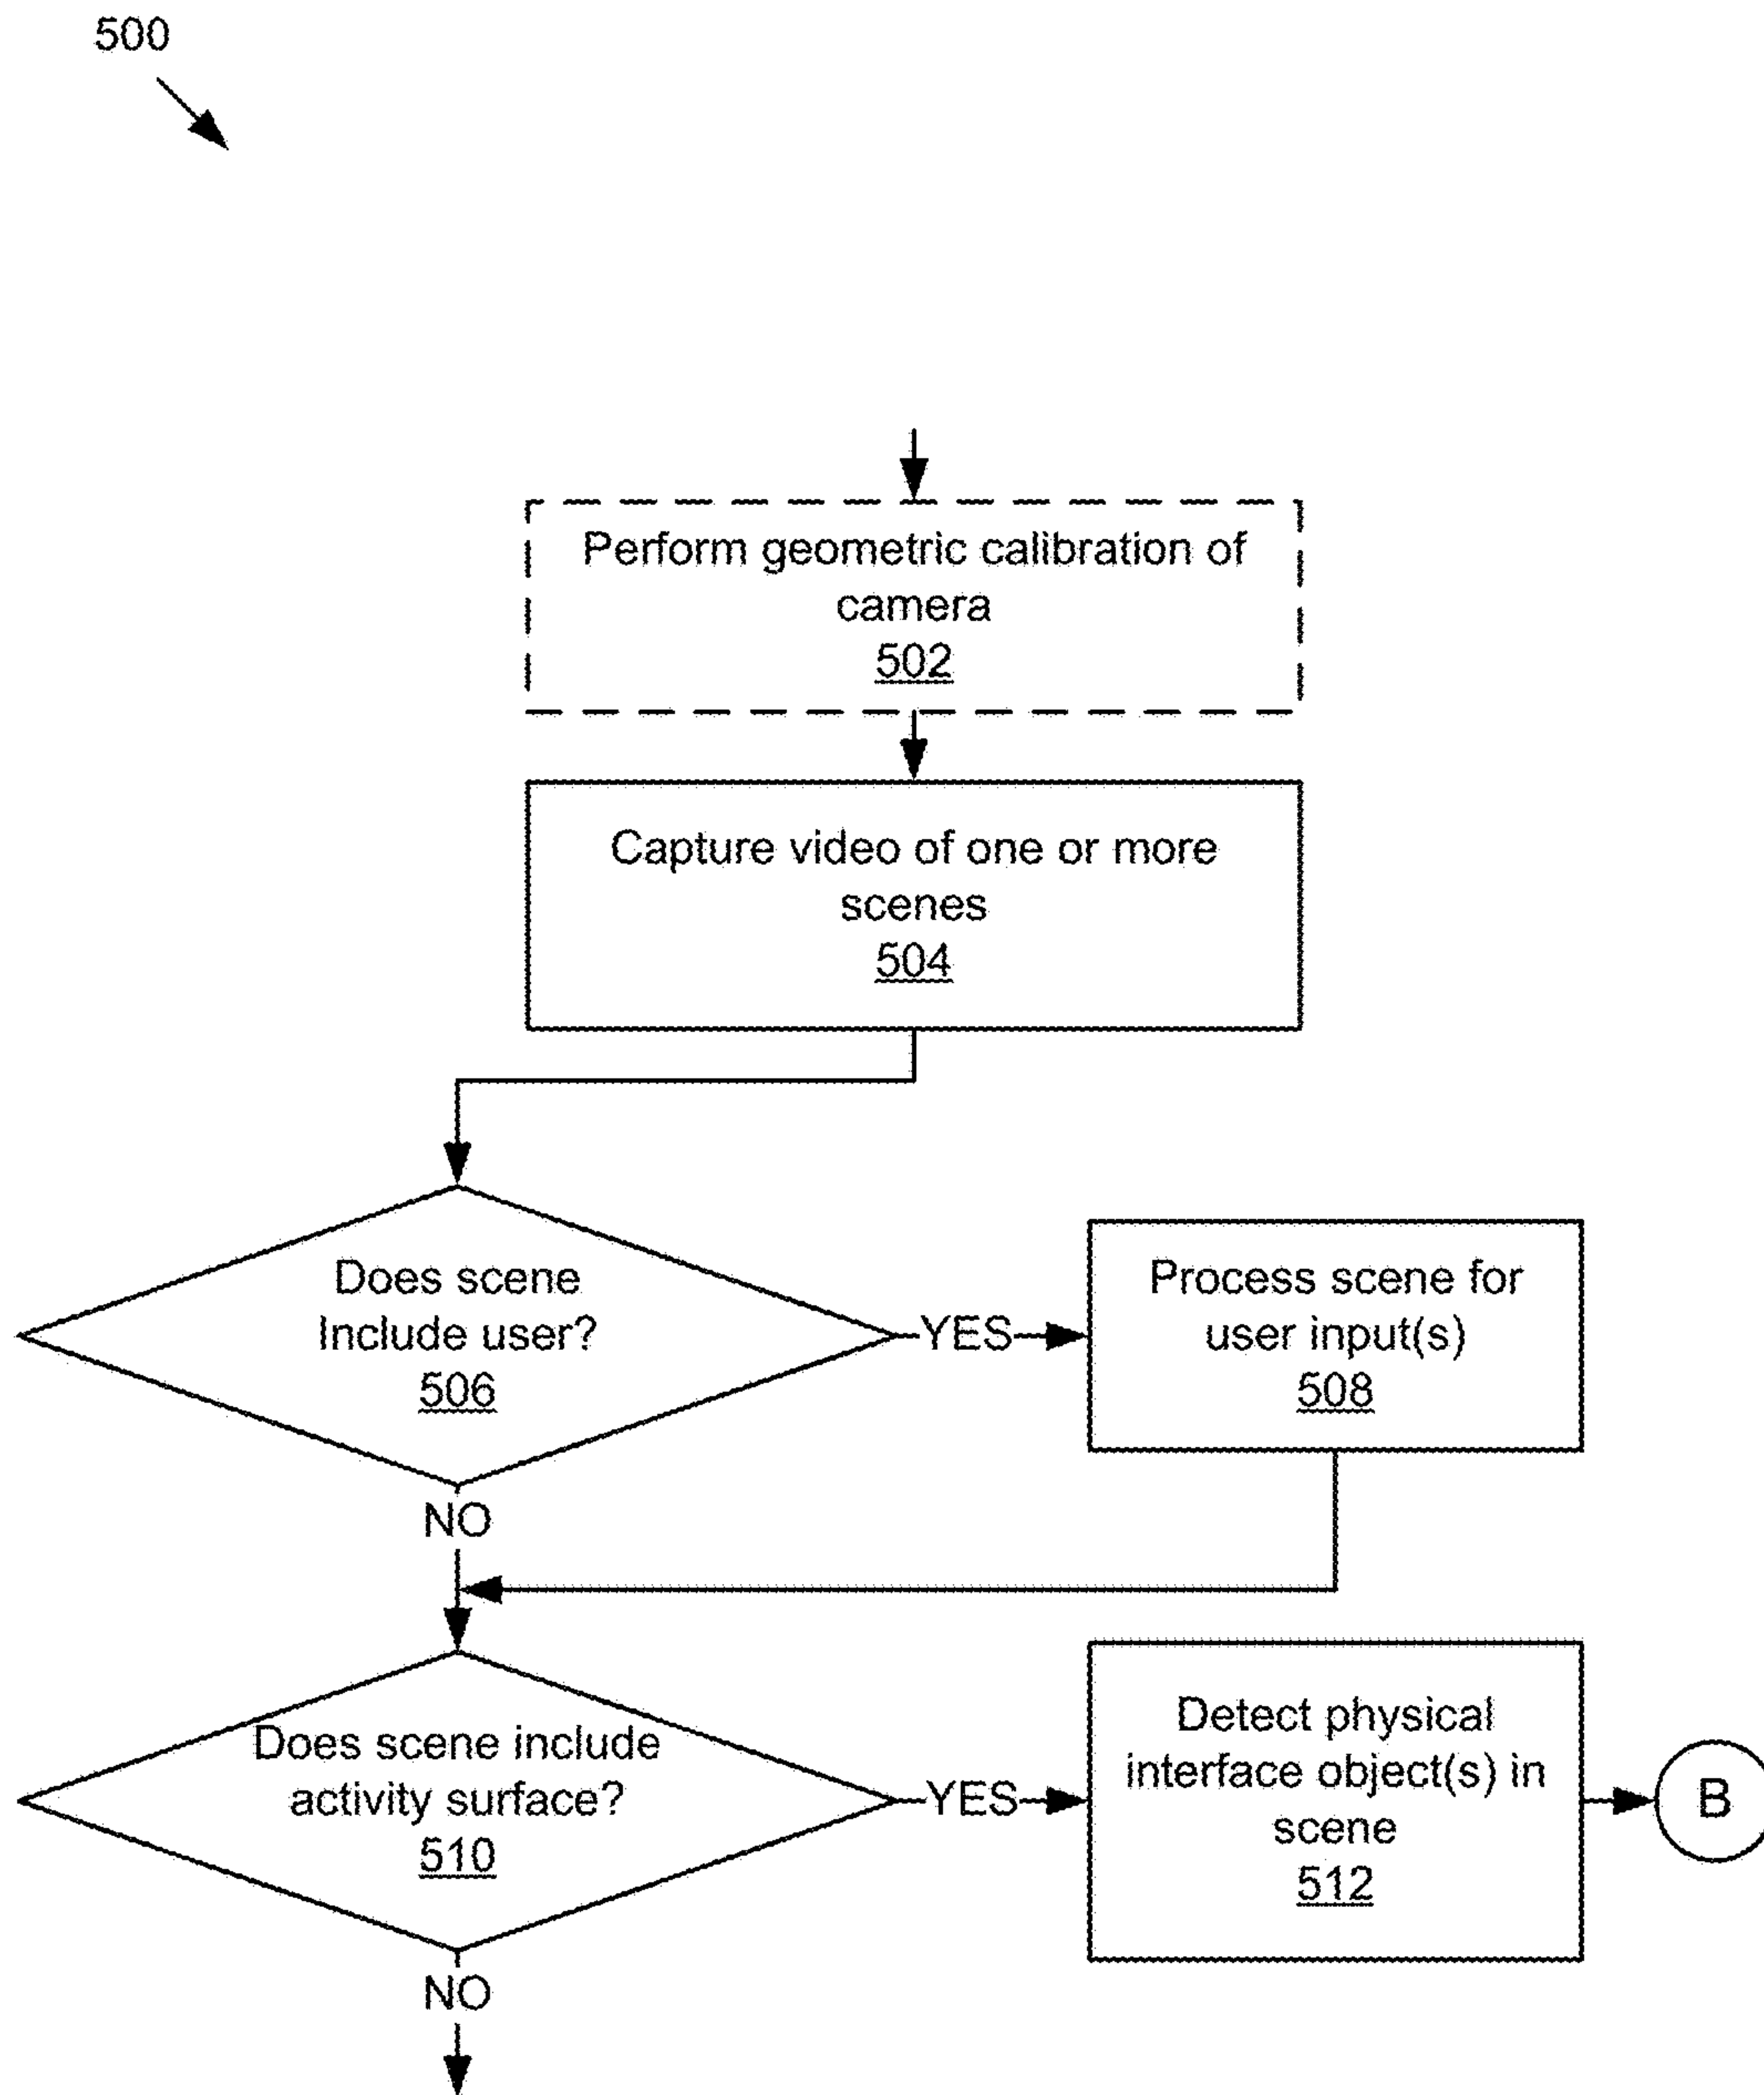 500
Perform geometric calibration of
camera
502
Capture video of one or more
scenes
504
Does scene
Include user?
506
YES
Process scene for
user input(s)
508
NO
Does scene include
activity surface?
510
YES
Detect physical
interface object(s) in
scene
512
B
NO